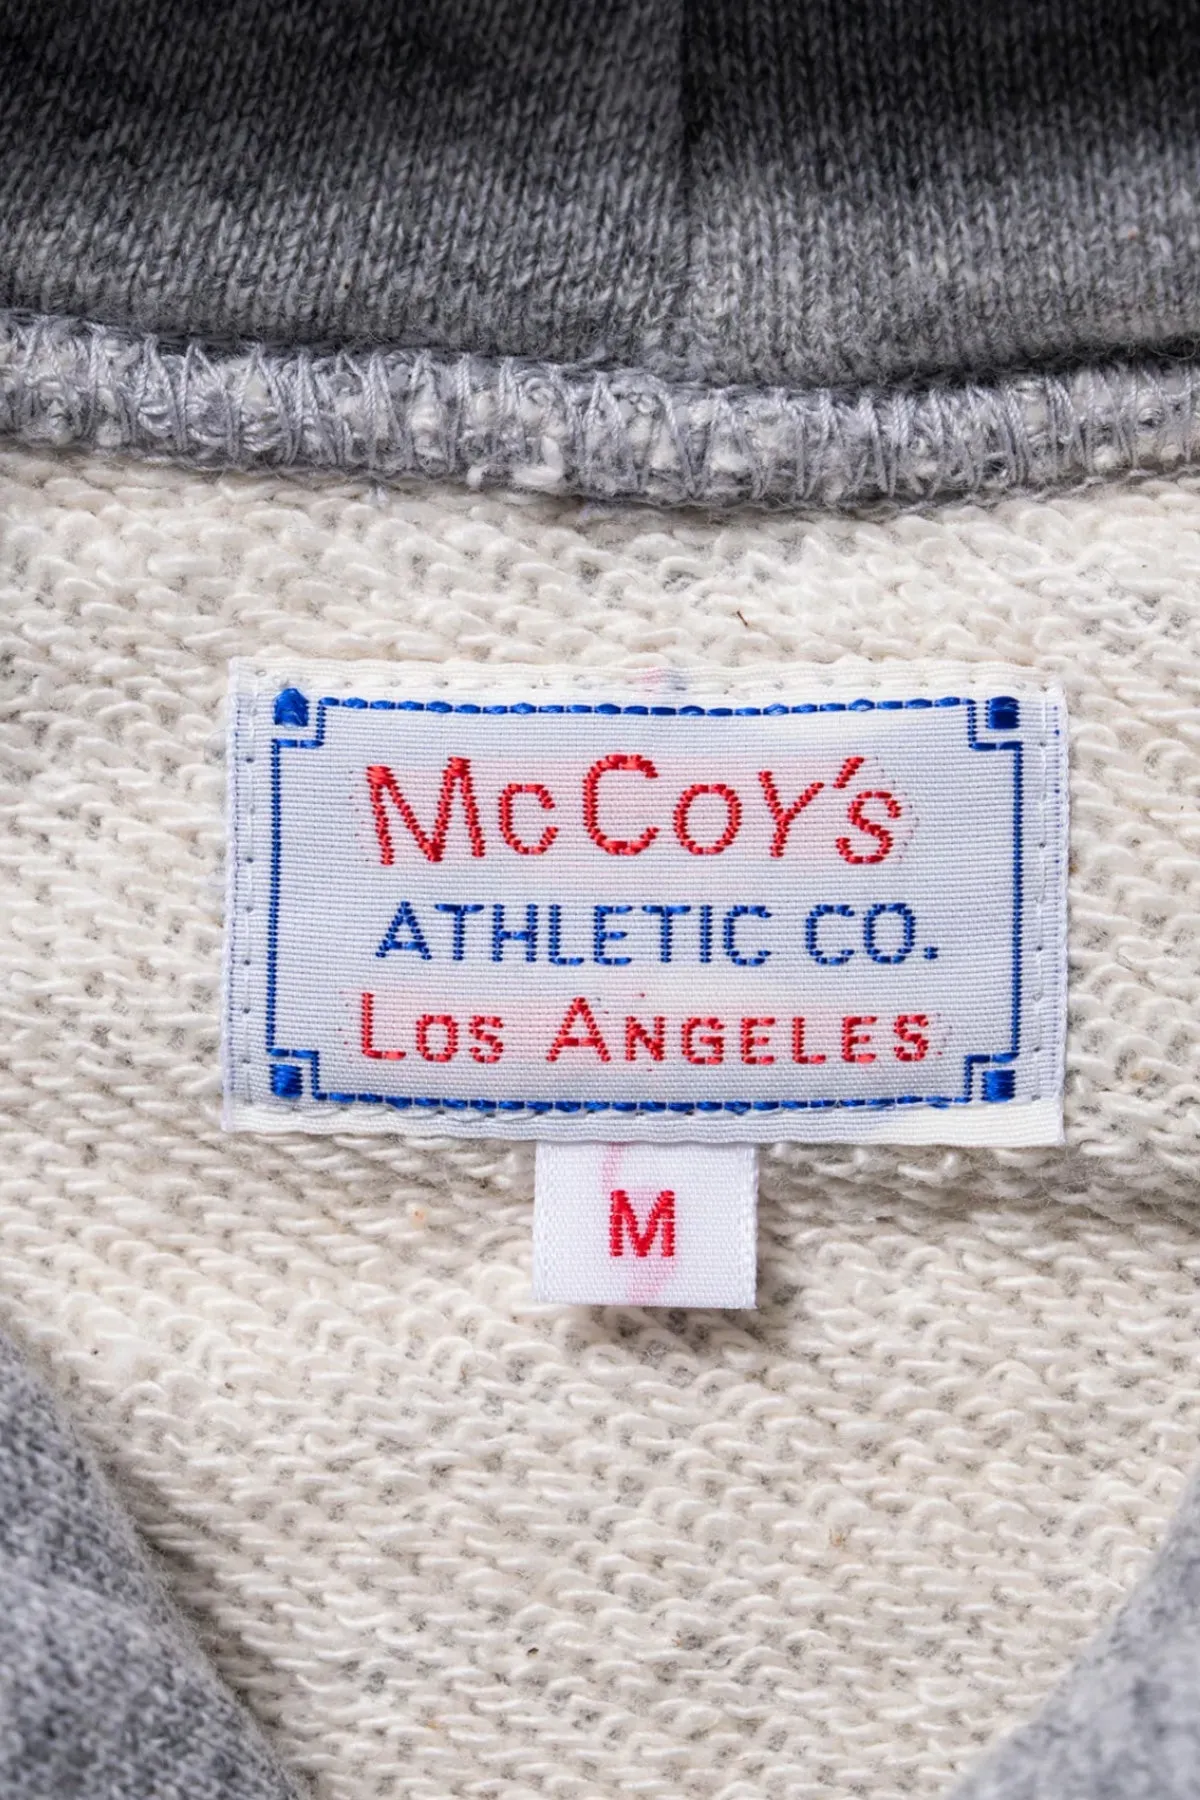 McCoy's
ATHLETIC CO.
Los Angeles
M